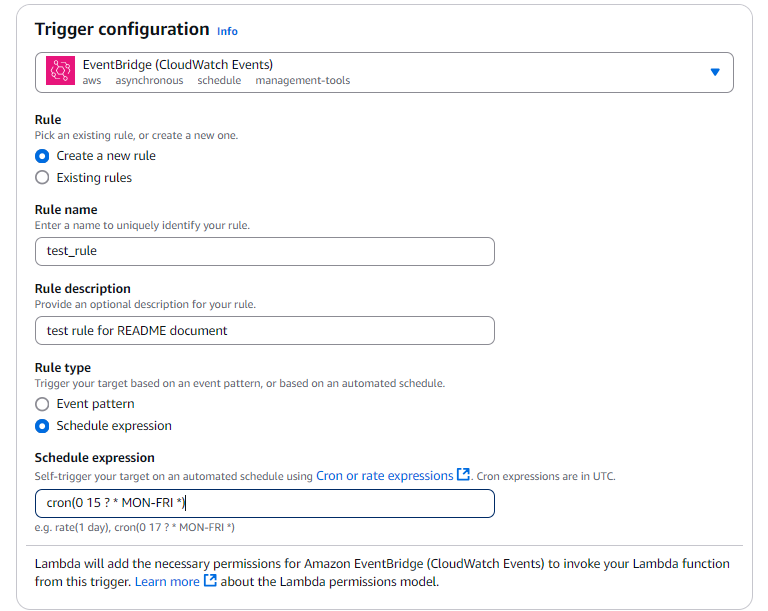 Trigger configuration Info
EventBridge (CloudWatch Events)
aws asynchronous schedule management-tools
Rule
Pick an existing rule, or create a new one.
Create a new rule
Existing rules
Rule name
Enter a name to uniquely identify your rule.
test_rule
Rule description
Provide an optional description for your rule.
test rule for README document
Rule type
Trigger your target based on an event pattern, or based on an automated schedule.
Event pattern
Schedule expression
Schedule expression
Self-trigger your target on an automated schedule using Cron or rate expressions. Cron expressions are in UTC.
cron(0 15 ? * MON-FRI *)
e.g. rate(1 day), cron(0 17 ? * MON-FRI *)
Lambda will add the necessary permissions for Amazon EventBridge (CloudWatch Events) to invoke your Lambda function
from this trigger. Learn more about the Lambda permissions model.